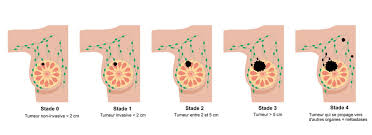 Stade 0
Tumeur non-invasive < 2 cm
Stade 1
Tumeur invasive < 2 cm
Stade 2
Tumeur entre 2 et 5 cm
Stade 3
Tumeur > 5 cm
Stade 4
Tumeur qui se propage vers
d'autres organes = métastases